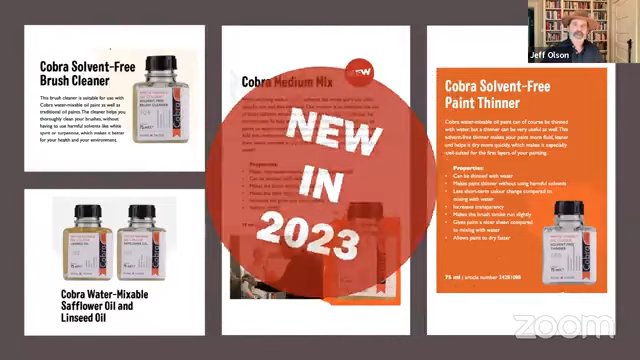 Jeff Olson
Cobra Solvent-Free
Brush Cleaner
This brush cleaner is suitable for use with
Cobra water-mixable oil paint as well as
traditional oil paints. The cleaner helps you
thoroughly clean your brushes, without
having to use harmful solvents like white
spirit or turpentine, which makes it better
for your health and your environment.
Cobra
Cobra
Cobra
Cobra Water-Mixable
Safflower Oil and
Linseed Oil
NEW
Cobra Medium Mix
NEW
IN
2023
Properties:
Cobra Solvent-Free
Paint Thinner
Cobra water-mixable oil paint can of course be thinned
with water but a thinner can be very useful as well. This
solvent-free thinner makes your paint more fluid, leaner
and helps it dry more quickly, which makes it especially
well suited for the first layers of your painting.
Properties:
• Can be thinned with water
• Makes paint thinner without using harmful solvents
• Less short-term colour change compared to
mixing with water
• Increase transparency
• Makes the brush stroke run slightly
• Gives paint a nicer sheen compared to
mixing with water
• Allows paint to dry faster
Cobra
75 ml | article number 24281088
zoom